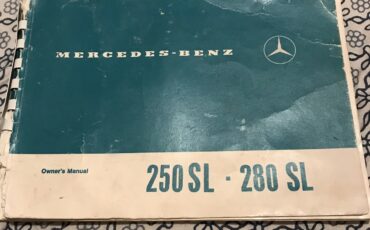 MERCEDES-BENZ
Owner's Manual
250 SL · 280 SL